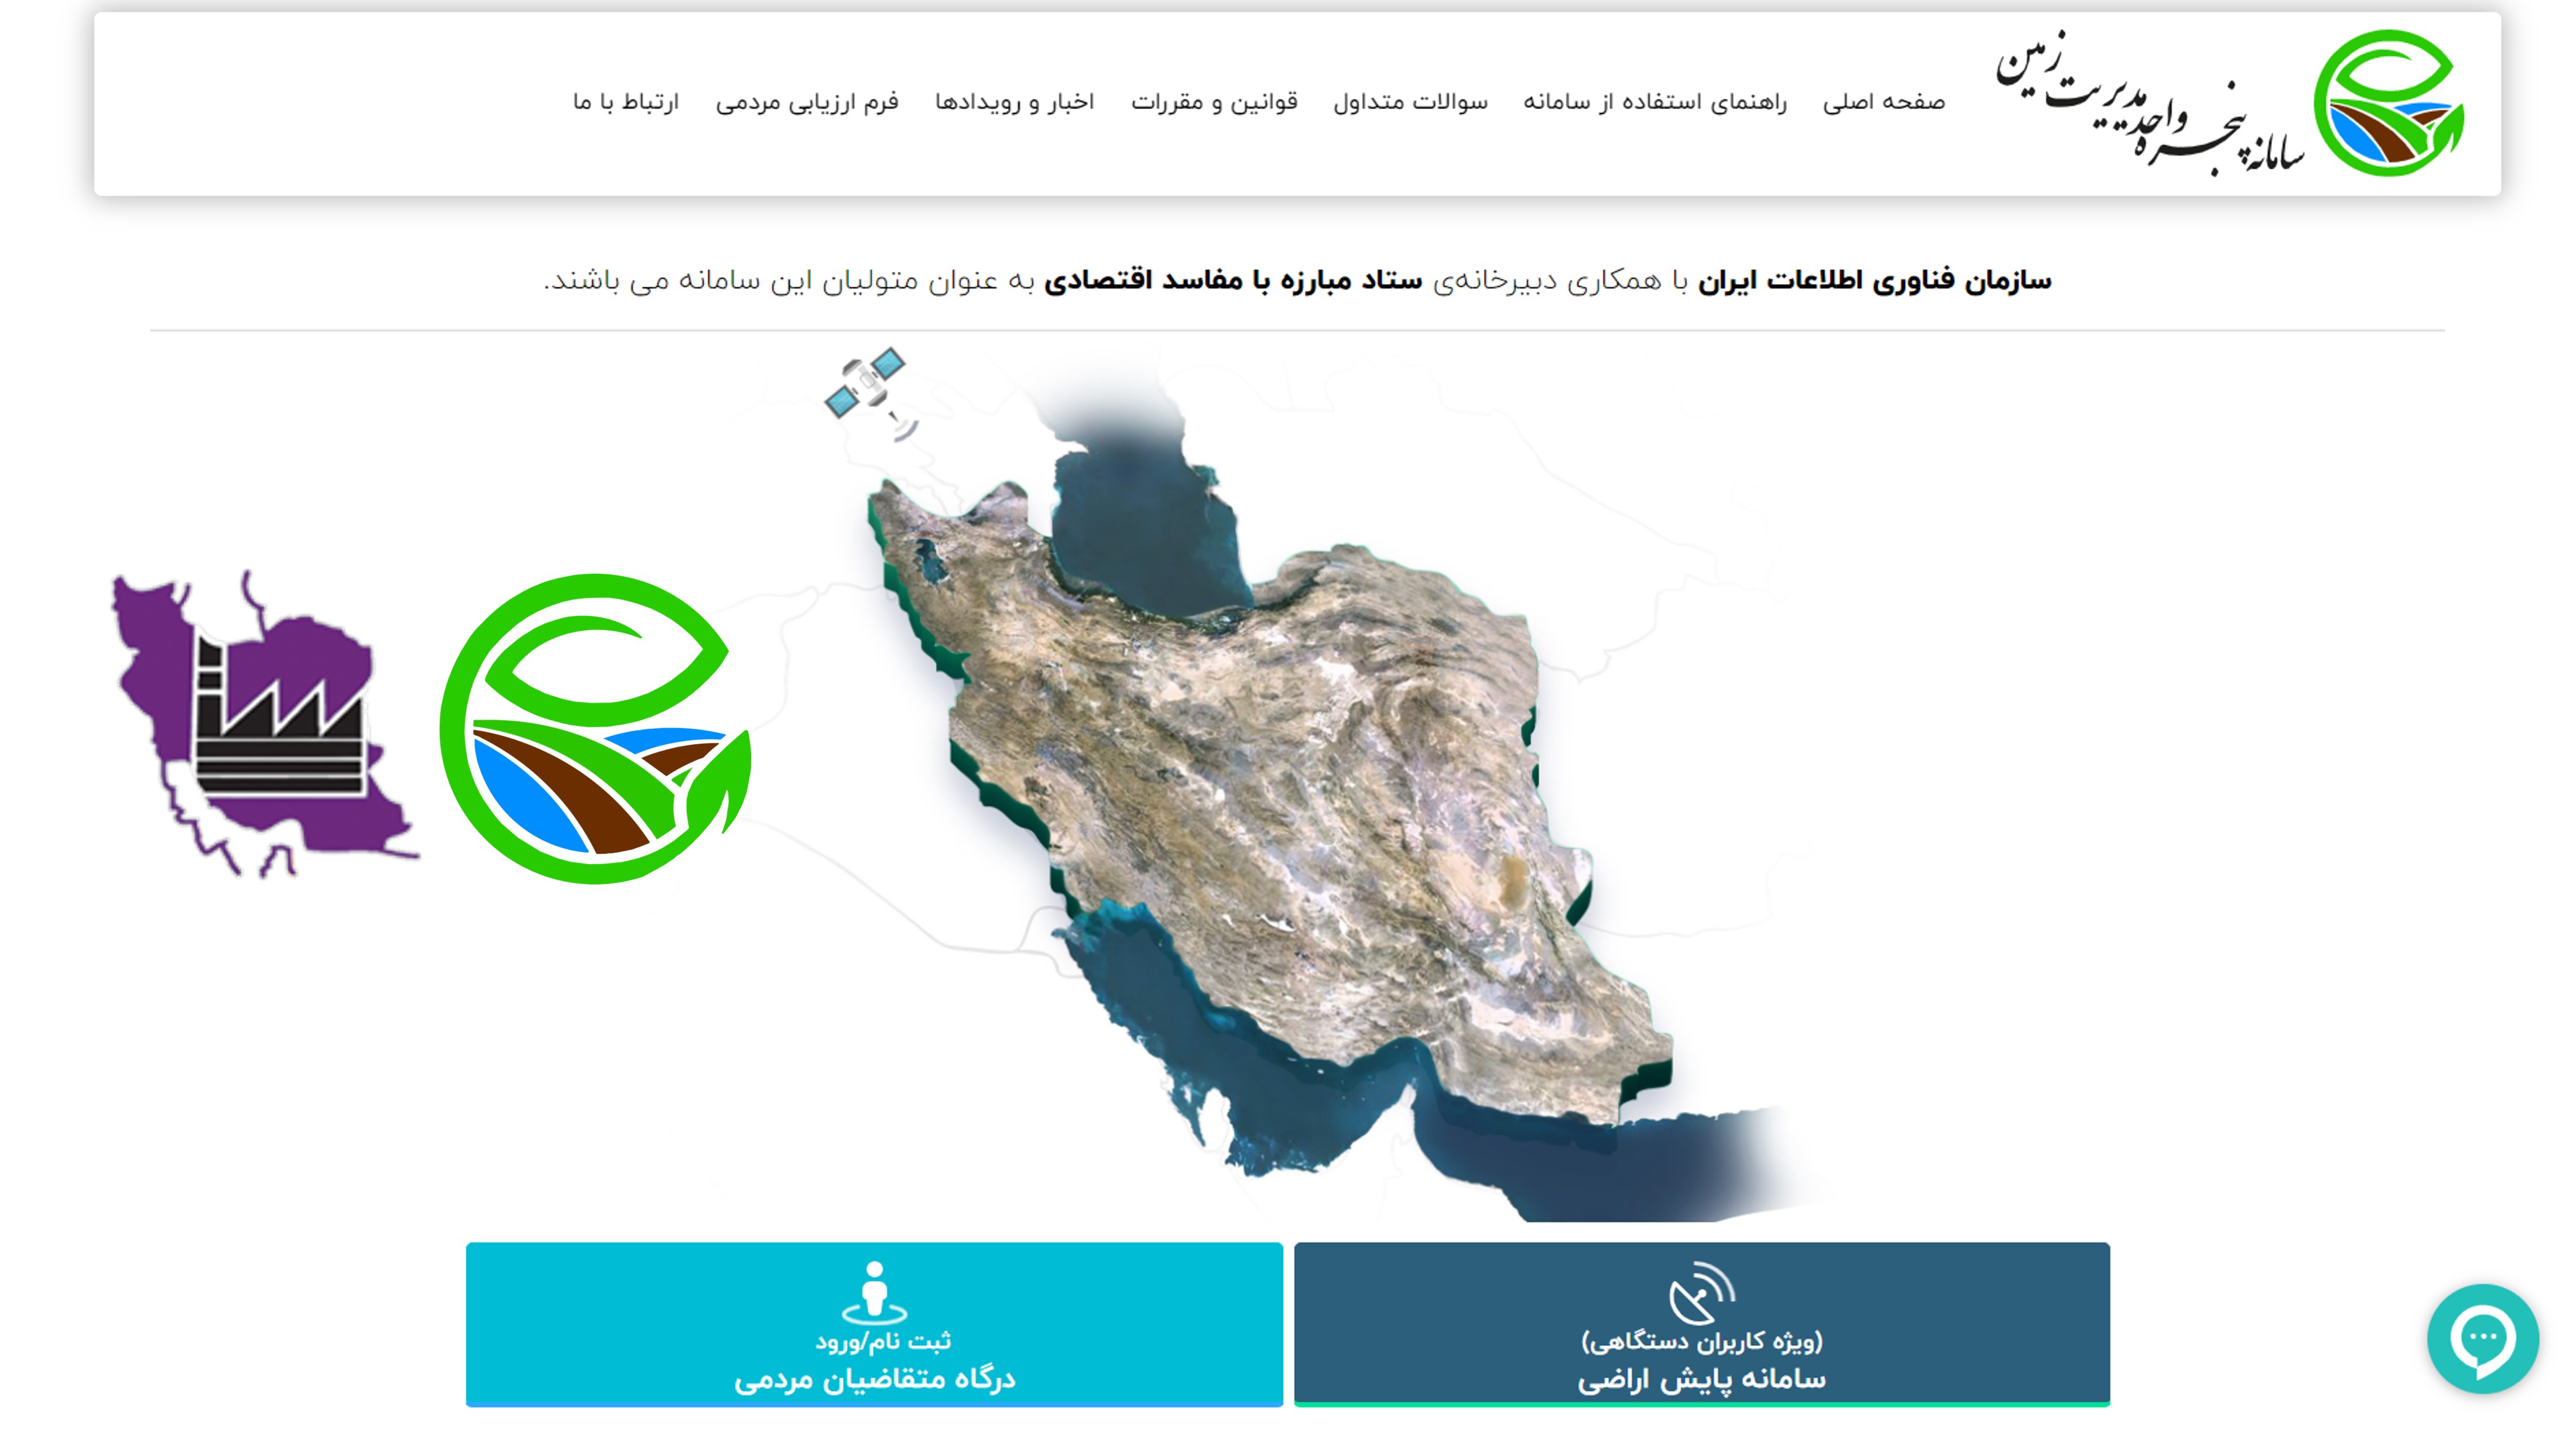 سامانه پنجره واحد مدیریت زمین
صفحه اصلی
راهنمای استفاده از سامانه
سوالات متداول
قوانین و مقررات
اخبار و رویدادها
فرم ارزیابی مردمی
ارتباط با ما
سازمان فناوری اطلاعات ایران با همکاری دبیرخانه‌ی ستاد مبارزه با مفاسد اقتصادی به عنوان متولیان این سامانه می باشند.
(ویژه کاربران دستگاهی)
سامانه پایش اراضی
ثبت نام/ورود
درگاه متقاضیان مردمی